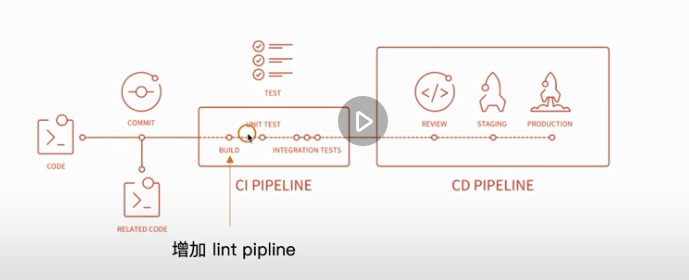 TEST
COMMIT
UNIT TEST
REVIEW
STAGING
PRODUCTION
BUILD
INTEGRATION TESTS
CODE
CI PIPELINE
CD PIPELINE
RELATED CODE
增加 lint pipline